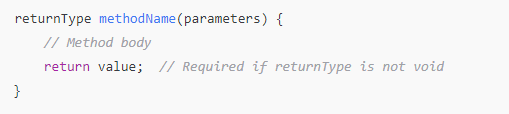 returnType methodName(parameters) {
// Method body
return value;  // Required if returnType is not void
}